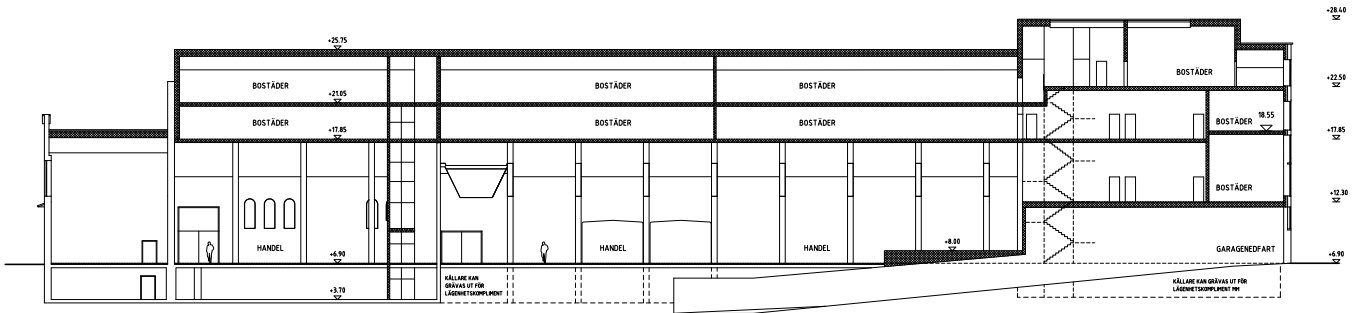 +28.40
+25.75
BOSTÄDER
+22.50
BOSTÄDER
BOSTÄDER
BOSTÄDER
+21.05
BOSTÄDER
BOSTÄDER
BOSTÄDER
BOSTÄDER
18.55
+17.85
+17.85
BOSTÄDER
+12.30
HANDEL
HANDEL
HANDEL
+8.00
GARAGENEDFART
+6.90
+6.90
KÄLLARE KAN
GRÄVAS UT FÖR
LÄGENHETSKOMPLIMENT
KÄLLARE KAN GRÄVAS UT FÖR
LÄGENHETSKOMPLIMENT MM
+3.70